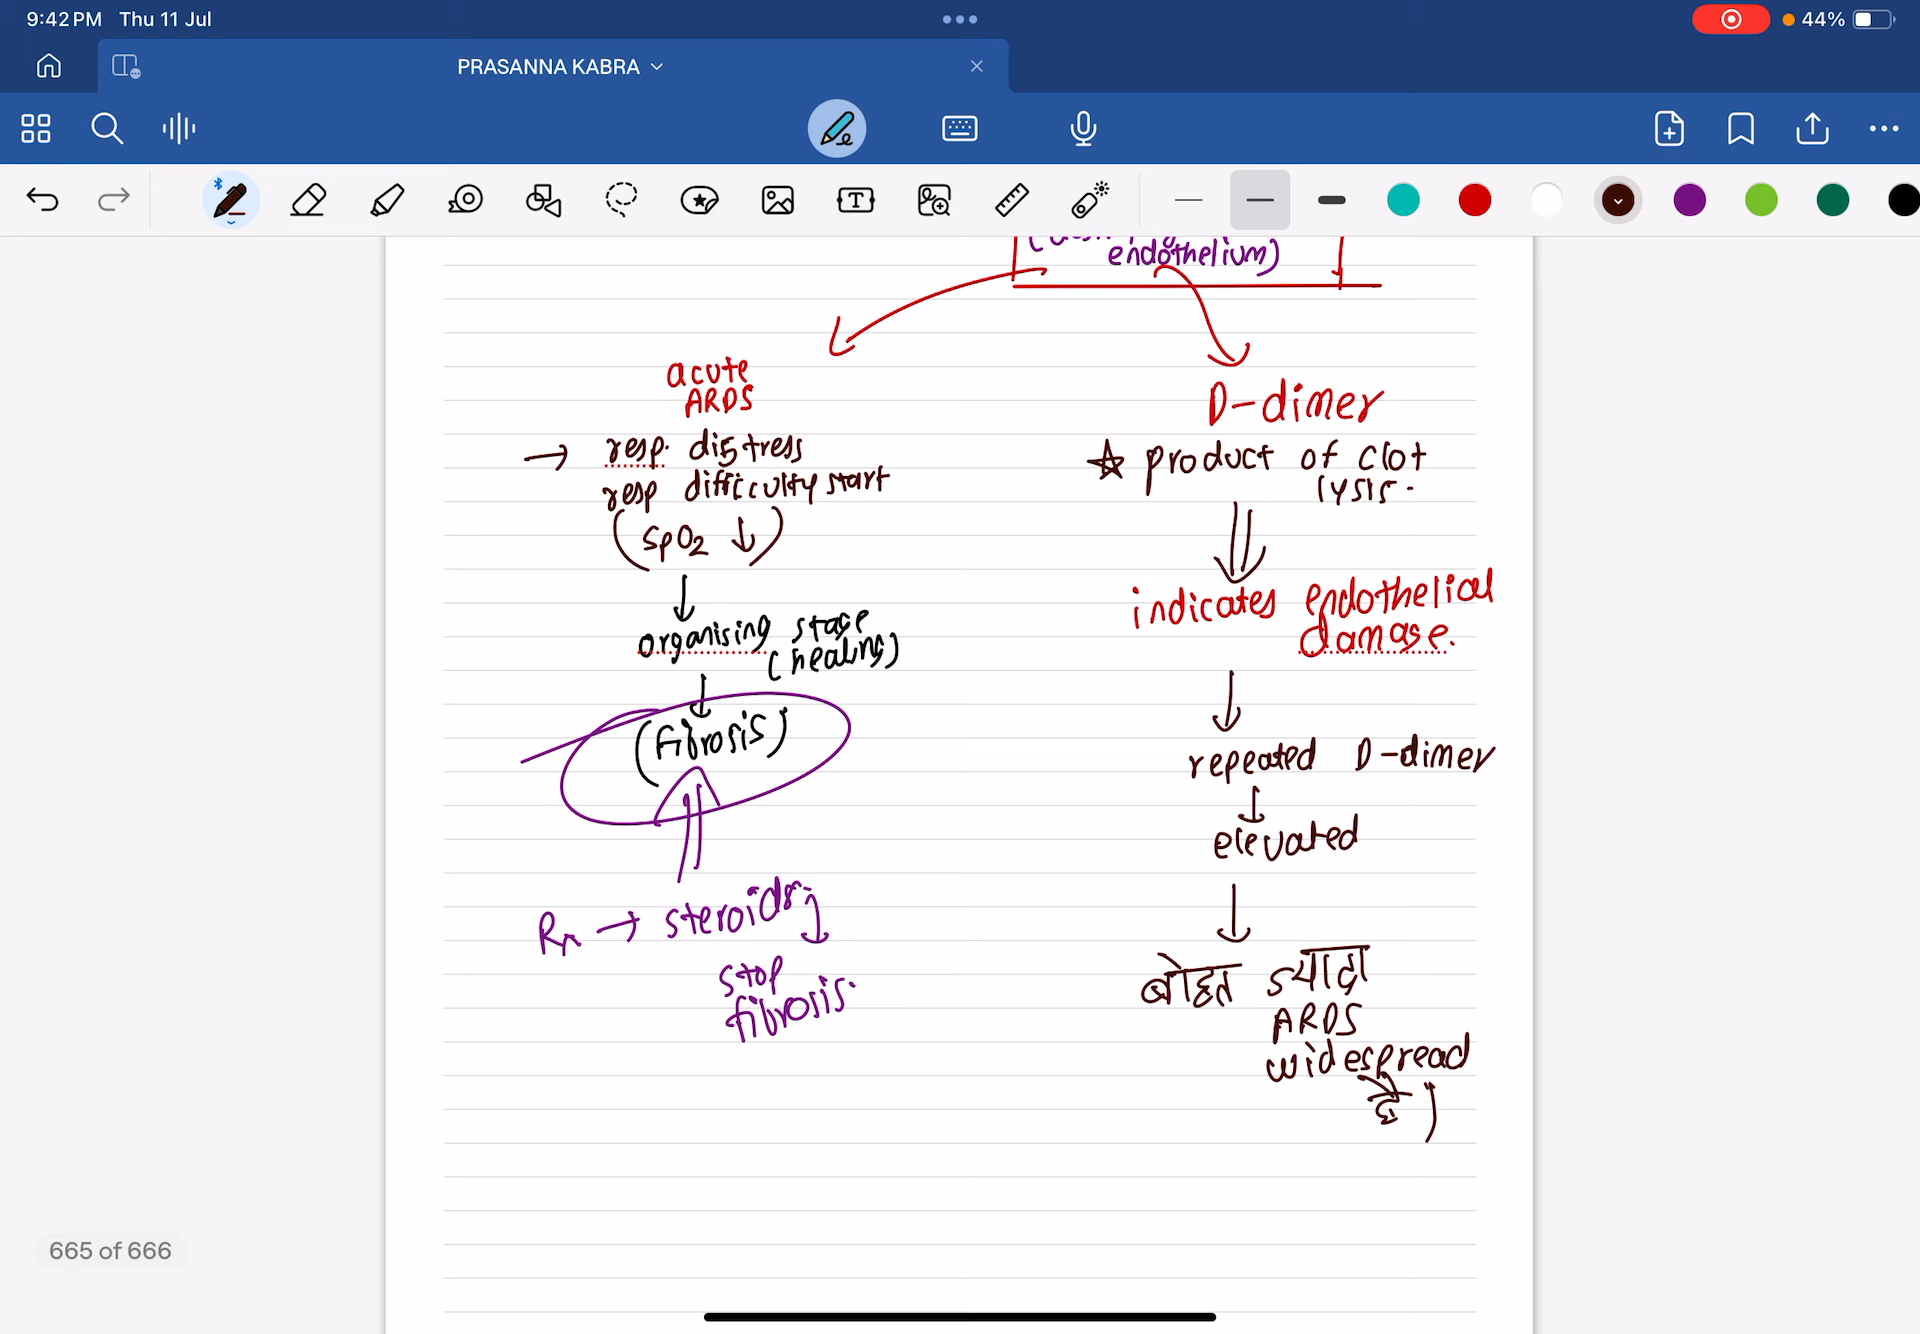 9:42 PM Thu 11 Jul
44%
PRASANNA KABRA
endothelium)
acute
ARDS
→ resp. distress
resp difficulty start
(SpO2 ↓)
↓
organising stage
(healing)
↓
(fibrosis)
Rx → steroids
↓
stop
fibrosis.
D-dimer
☆ product of clot
lysis.
⇓
indicates endothelial
damage.
↓
repeated D-dimer
↓
elevated
↓
बोहत ज्यादा
ARDS
widespread
है)
665 of 666